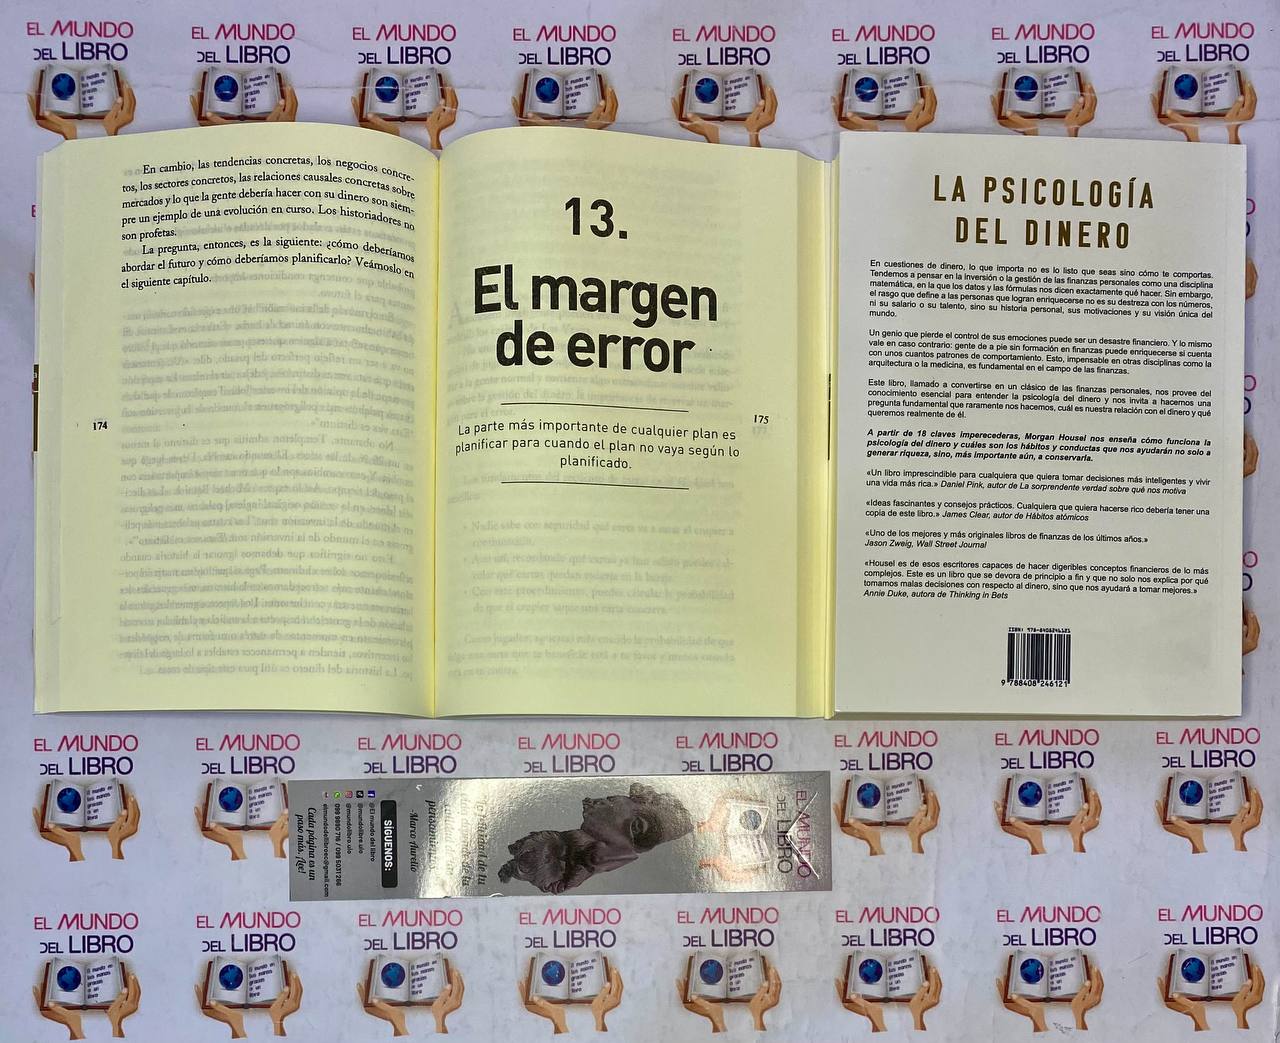 EL MUNDO
DEL LIBRO
El mundo en
tus manos
gracias
a un
libro
En cambio, las tendencias concretas, los negocios concre-
tos, los sectores concretos, las relaciones causales concretas sobre
mercados y lo que la gente debería hacer con su dinero son siem-
pre un ejemplo de una evolución en curso. Los historiadores no
son profetas.
La pregunta, entonces, es la siguiente: ¿cómo deberíamos
abordar el futuro y cómo deberíamos planificarlo? Veámoslo en
el siguiente capítulo.
174
13.
El margen
de error
La parte más importante de cualquier plan es
planificar para cuando el plan no vaya según lo
planificado.
175
LA PSICOLOGÍA
DEL DINERO
En cuestiones de dinero, lo que importa no es lo listo que seas sino cómo te comportas.
Tendemos a pensar en la inversión o la gestión de las finanzas personales como una disciplina
matemática, en la que los datos y las fórmulas nos dicen exactamente qué hacer. Sin embargo,
el rasgo que define a las personas que logran enriquecerse no es su destreza con los números,
ni su salario o su talento, sino su historia personal, sus motivaciones y su visión única del
mundo.
Un genio que pierde el control de sus emociones puede ser un desastre financiero. Y lo mismo
vale en caso contrario: gente de a pie sin formación en finanzas puede enriquecerse si cuenta
con unos cuantos patrones de comportamiento. Esto, impensable en otras disciplinas como la
arquitectura o la medicina, es fundamental en el campo de las finanzas.
Este libro, llamado a convertirse en un clásico de las finanzas personales, nos provee del
conocimiento esencial para entender la psicología del dinero y nos invita a hacernos una
pregunta fundamental que raramente nos hacemos, cuál es nuestra relación con el dinero y qué
queremos realmente de él.
A partir de 18 claves imperecederas, Morgan Housel nos enseña cómo funciona la
psicología del dinero y cuáles son los hábitos y conductas que nos ayudarán no solo a
generar riqueza, sino, más importante aún, a conservarla.
«Un libro imprescindible para cualquiera que quiera tomar decisiones más inteligentes y vivir
una vida más rica.» Daniel Pink, autor de La sorprendente verdad sobre qué nos motiva
«Ideas fascinantes y consejos prácticos. Cualquiera que quiera hacerse rico debería tener una
copia de este libro.» James Clear, autor de Hábitos atómicos
«Uno de los mejores y más originales libros de finanzas de los últimos años.»
Jason Zweig, Wall Street Journal
«Housel es de esos escritores capaces de hacer digeribles conceptos financieros de lo más
complejos. Este es un libro que se devora de principio a fin y que no solo nos explica por qué
tomamos malas decisiones con respecto al dinero, sino que nos ayudará a tomar mejores.»
Annie Duke, autora de Thinking in Bets
ISBN: 978-8408246121
9 788408 246121
EL MUNDO
DEL LIBRO
-Marco Aurelio
SÍGUENOS:
@El mundo del libro
@mundolibro.uio
@mundolibre.uio
elmundodellibroec@gmail.com
Cada página es un
paso más, Ave!